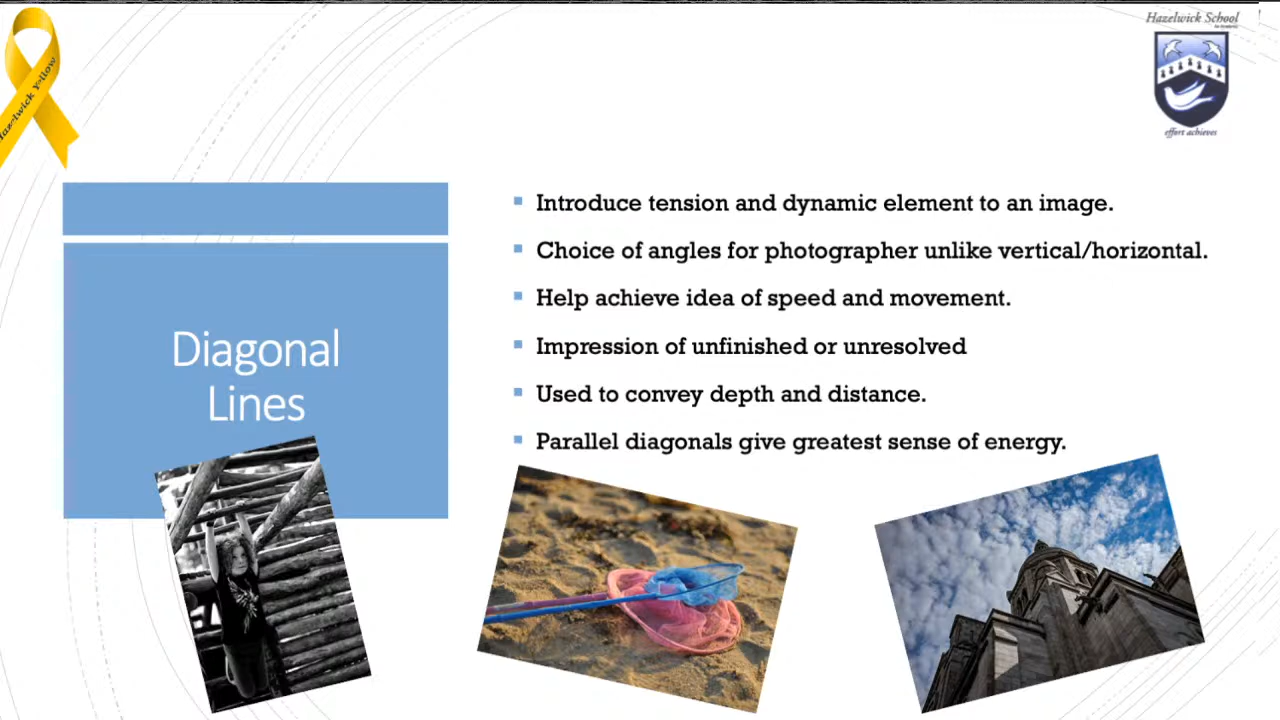 Hazelwick Yellow
Hazelwick School
effort achieves
Diagonal
Lines
Introduce tension and dynamic element to an image.
Choice of angles for photographer unlike vertical/horizontal.
Help achieve idea of speed and movement.
Impression of unfinished or unresolved
Used to convey depth and distance.
Parallel diagonals give greatest sense of energy.